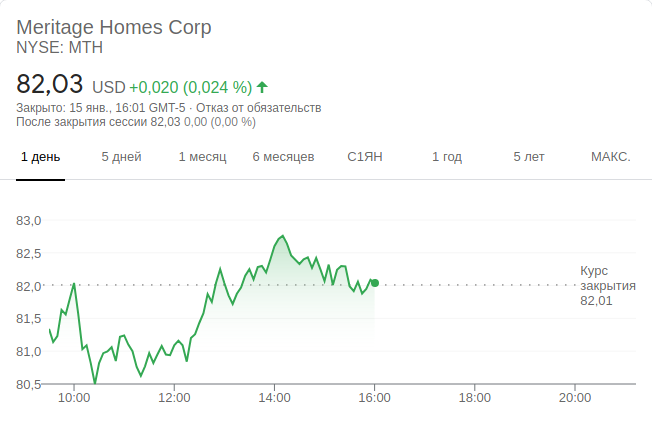 Meritage Homes Corp
NYSE: MTH
82,03 USD +0,020 (0,024 %)
Закрыто: 15 янв., 16:01 GMT-5 · Отказ от обязательств
После закрытия сессии 82,03 0,00 (0,00 %)
1 день 5 дней 1 месяц 6 месяцев С1ЯН 1 год 5 лет МАКС.
83,0
82,5
82,0
81,5
81,0
80,5
Курс
закрытия
82,01
10:00 12:00 14:00 16:00 18:00 20:00